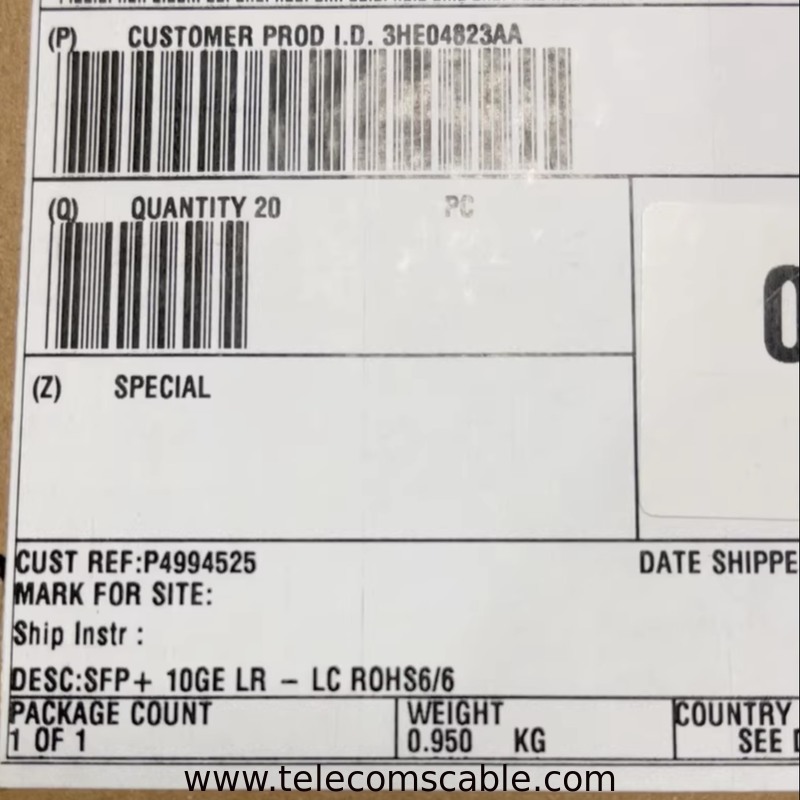 (P) CUSTOMER PROD I.D. 3HE04823AA
(Q) QUANTITY 20 PC
0
(Z) SPECIAL
CUST REF:P4994525 DATE SHIPPE
MARK FOR SITE:
Ship Instr :
DESC:SFP+ 10GE LR – LC ROHS6/6
PACKAGE COUNT WEIGHT COUNTRY
1 OF 1 0.950 KG SEE
www.telecomscable.com